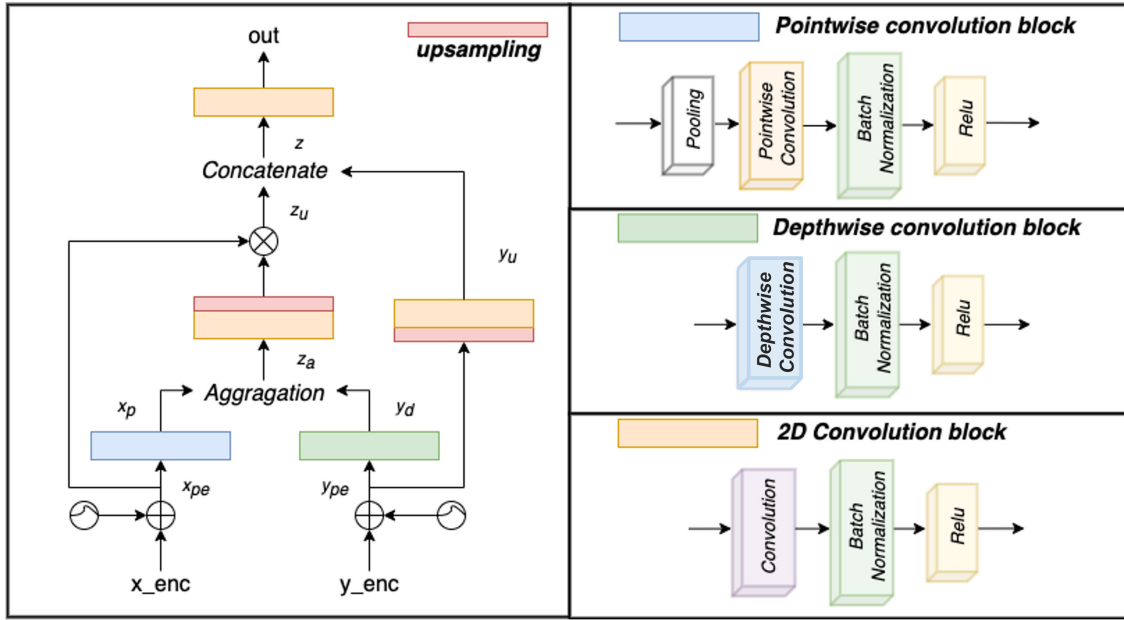 out
upsampling
z
Concatenate
z_u
y_u
z_a
Aggragation
x_p
y_d
x_pe
y_pe
x_enc
y_enc
Pointwise convolution block
Pooling
Pointwise
Convolution
Batch
Normalization
Relu
Depthwise convolution block
Depthwise
Convolution
Batch
Normalization
Relu
2D Convolution block
Convolution
Batch
Normalization
Relu